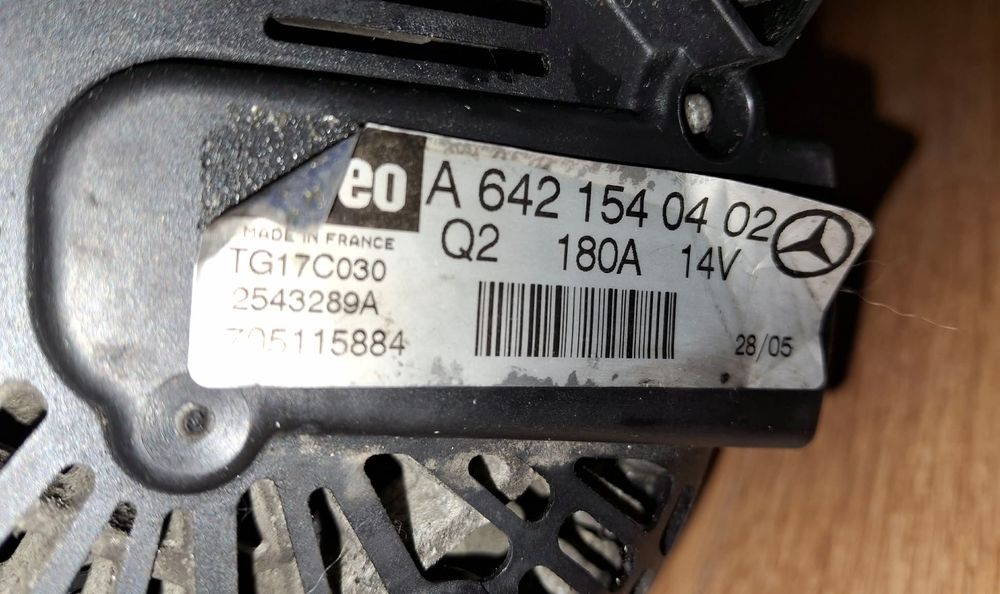 eo A 642 154 04 02
Q2 180A 14V
MADE IN FRANCE
TG17C030
2543289A
705115884
28/05